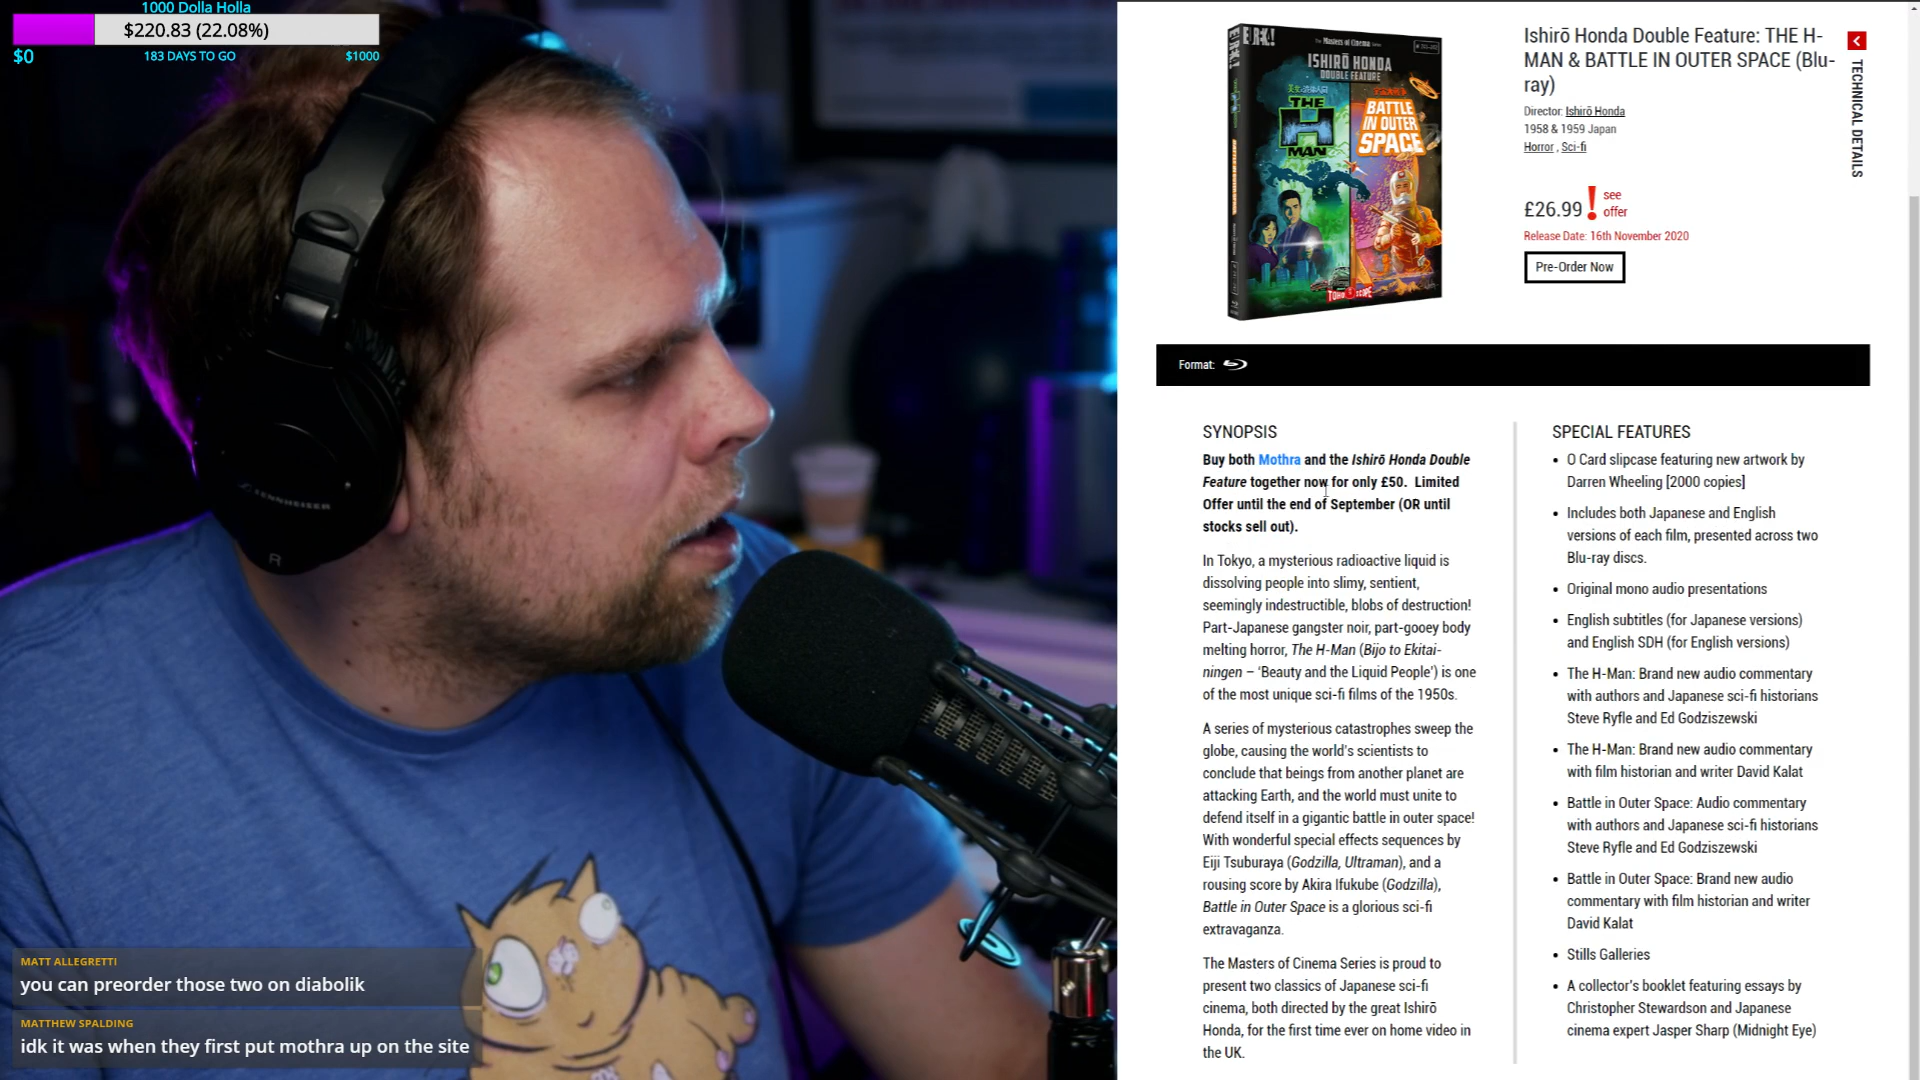 1000 Dolla Holla
$220.83 (22.08%)
$0
183 DAYS TO GO
$1000
SENNHEISER
R
MATT ALLEGRETTI
you can preorder those two on diabolik
MATTHEW SPALDING
idk it was when they first put mothra up on the site
EUREKA!
The Masters of Cinema Series
ISHIRŌ HONDA
DOUBLE FEATURE
THE
H
MAN
BATTLE
IN OUTER
SPACE
Ishirō Honda Double Feature: THE H-
MAN & BATTLE IN OUTER SPACE (Blu-
ray)
Director: Ishirō Honda
1958 & 1959 Japan
Horror , Sci-fi
£26.99
!
see
offer
Release Date: 16th November 2020
Pre-Order Now
TECHNICAL DETAILS
Format:
SYNOPSIS
Buy both Mothra and the Ishirō Honda Double
Feature together now for only £50. Limited
Offer until the end of September (OR until
stocks sell out).
In Tokyo, a mysterious radioactive liquid is
dissolving people into slimy, sentient,
seemingly indestructible, blobs of destruction!
Part-Japanese gangster noir, part-gooey body
melting horror, The H-Man (Bijo to Ekitai-
ningen – ‘Beauty and the Liquid People’) is one
of the most unique sci-fi films of the 1950s.
A series of mysterious catastrophes sweep the
globe, causing the world’s scientists to
conclude that beings from another planet are
attacking Earth, and the world must unite to
defend itself in a gigantic battle in outer space!
With wonderful special effects sequences by
Eiji Tsuburaya (Godzilla, Ultraman), and a
rousing score by Akira Ifukube (Godzilla),
Battle in Outer Space is a glorious sci-fi
extravaganza.
The Masters of Cinema Series is proud to
present two classics of Japanese sci-fi
cinema, both directed by the great Ishirō
Honda, for the first time ever on home video in
the UK.
SPECIAL FEATURES
• O Card slipcase featuring new artwork by
Darren Wheeling [2000 copies]
• Includes both Japanese and English
versions of each film, presented across two
Blu-ray discs.
• Original mono audio presentations
• English subtitles (for Japanese versions)
and English SDH (for English versions)
• The H-Man: Brand new audio commentary
with authors and Japanese sci-fi historians
Steve Ryfle and Ed Godziszewski
• The H-Man: Brand new audio commentary
with film historian and writer David Kalat
• Battle in Outer Space: Audio commentary
with authors and Japanese sci-fi historians
Steve Ryfle and Ed Godziszewski
• Battle in Outer Space: Brand new audio
commentary with film historian and writer
David Kalat
• Stills Galleries
• A collector’s booklet featuring essays by
Christopher Stewardson and Japanese
cinema expert Jasper Sharp (Midnight Eye)